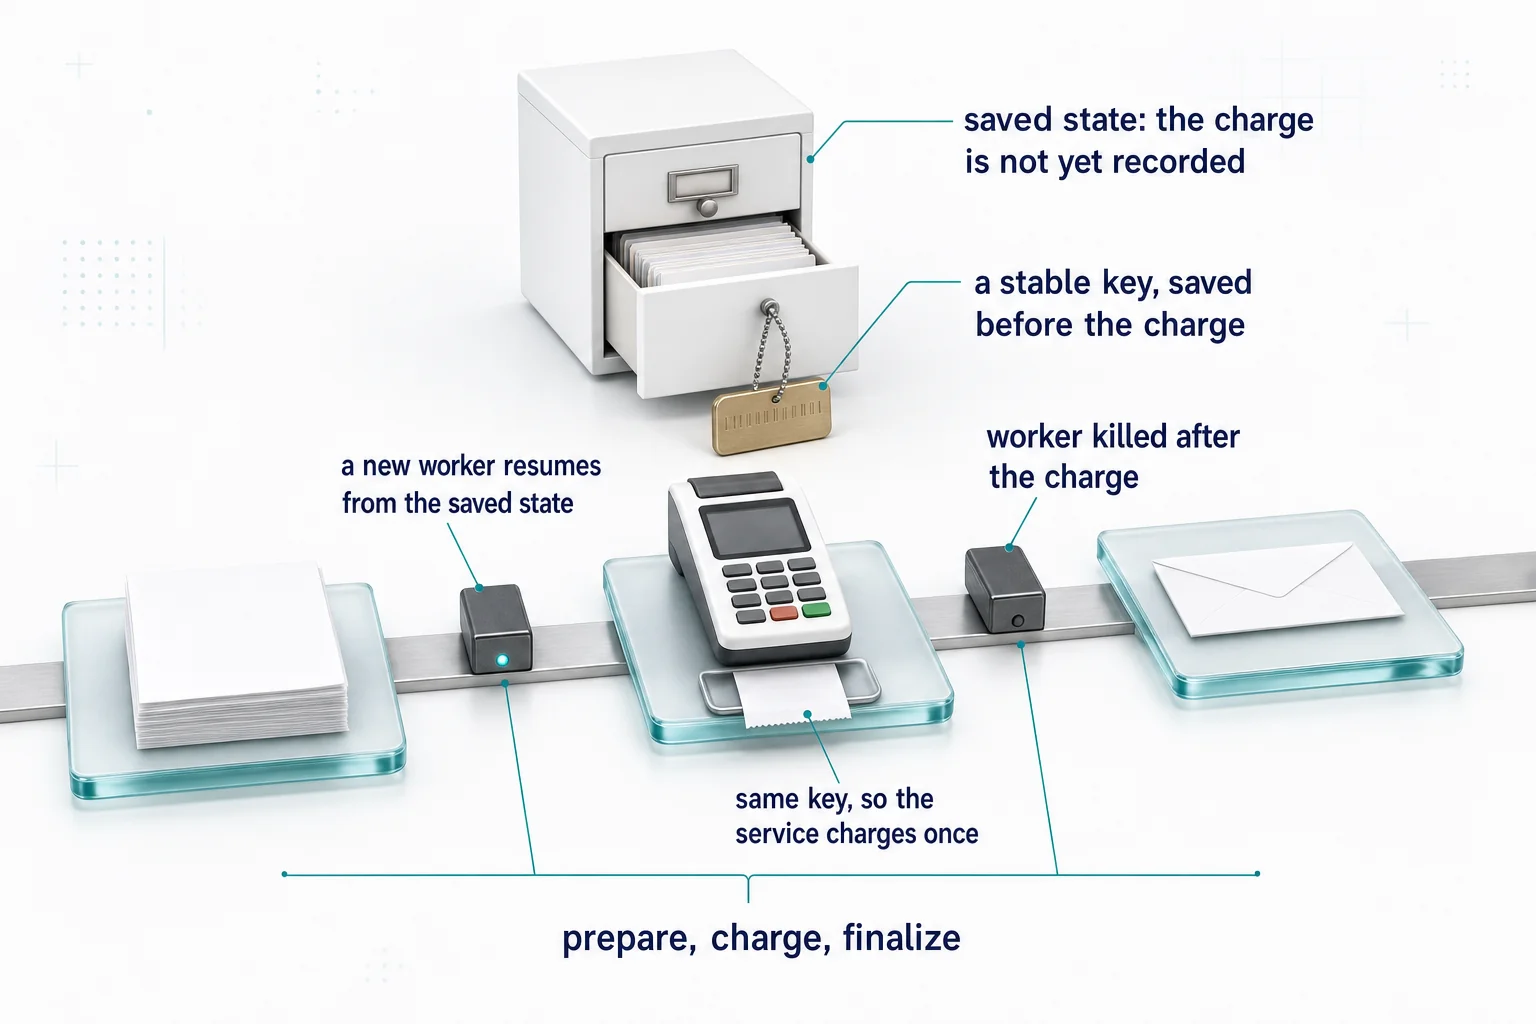 saved state: the charge
is not yet recorded
a stable key, saved
before the charge
worker killed after
the charge
a new worker resumes
from the saved state
same key, so the
service charges once
prepare, charge, finalize